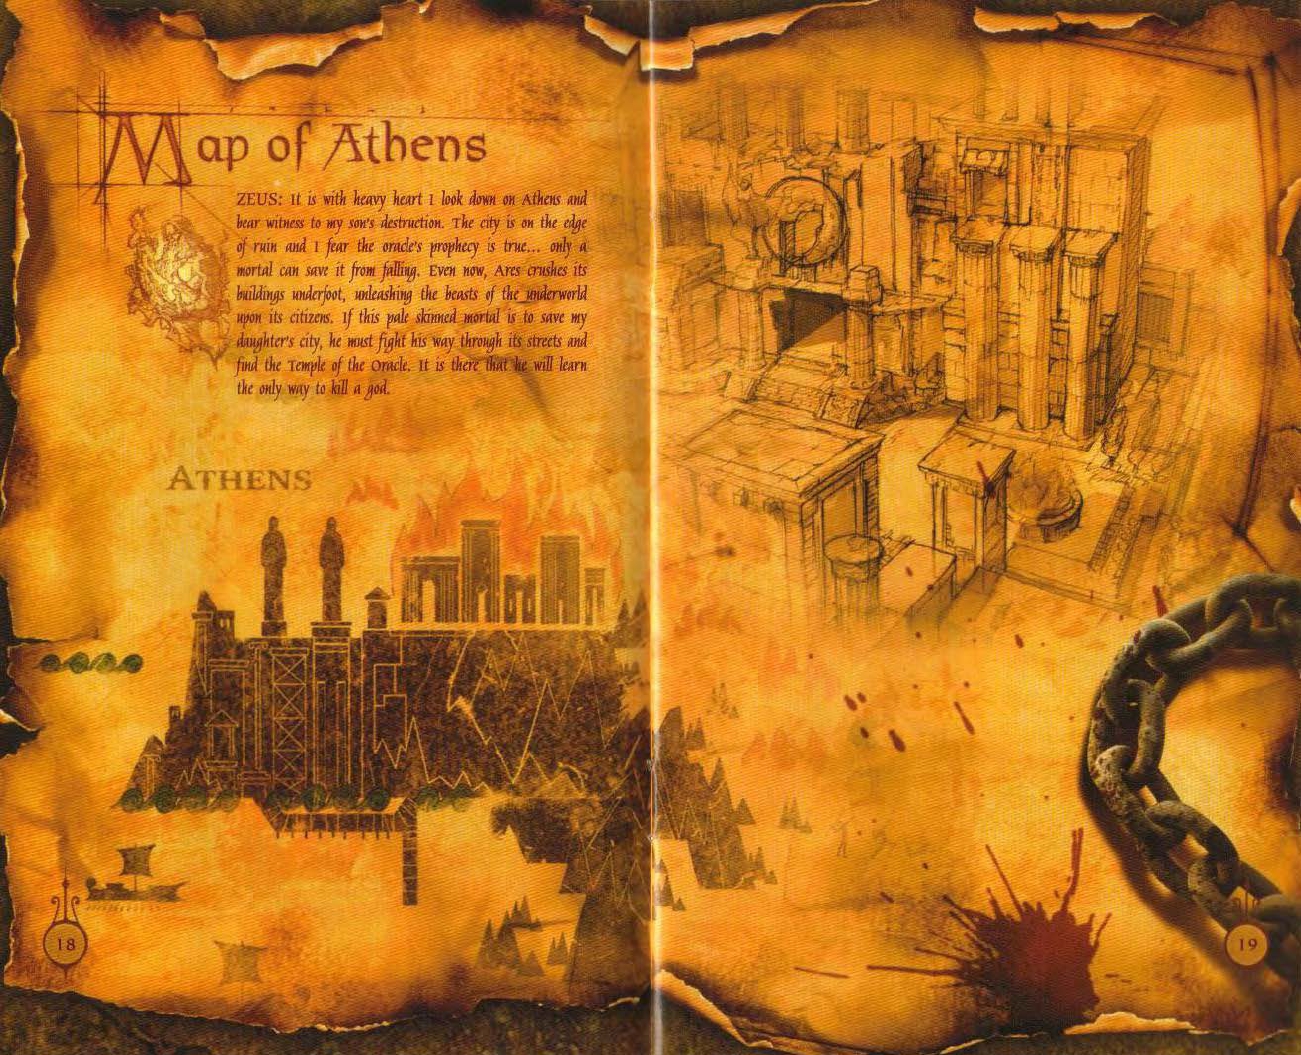 Map of Athens
ZEUS: It is with heavy heart I look down on Athens and
bear witness to my son's destruction. The city is on the edge
of ruin and I fear the oracle's prophecy is true... only a
mortal can save it from falling. Even now, Ares crushes its
buildings underfoot, unleashing the beasts of the underworld
upon its citizens. If this pale skinned mortal is to save my
daughter's city, he must fight his way through its streets and
find the Temple of the Oracle. It is there that he will learn
the only way to kill a god.
ATHENS
18
19